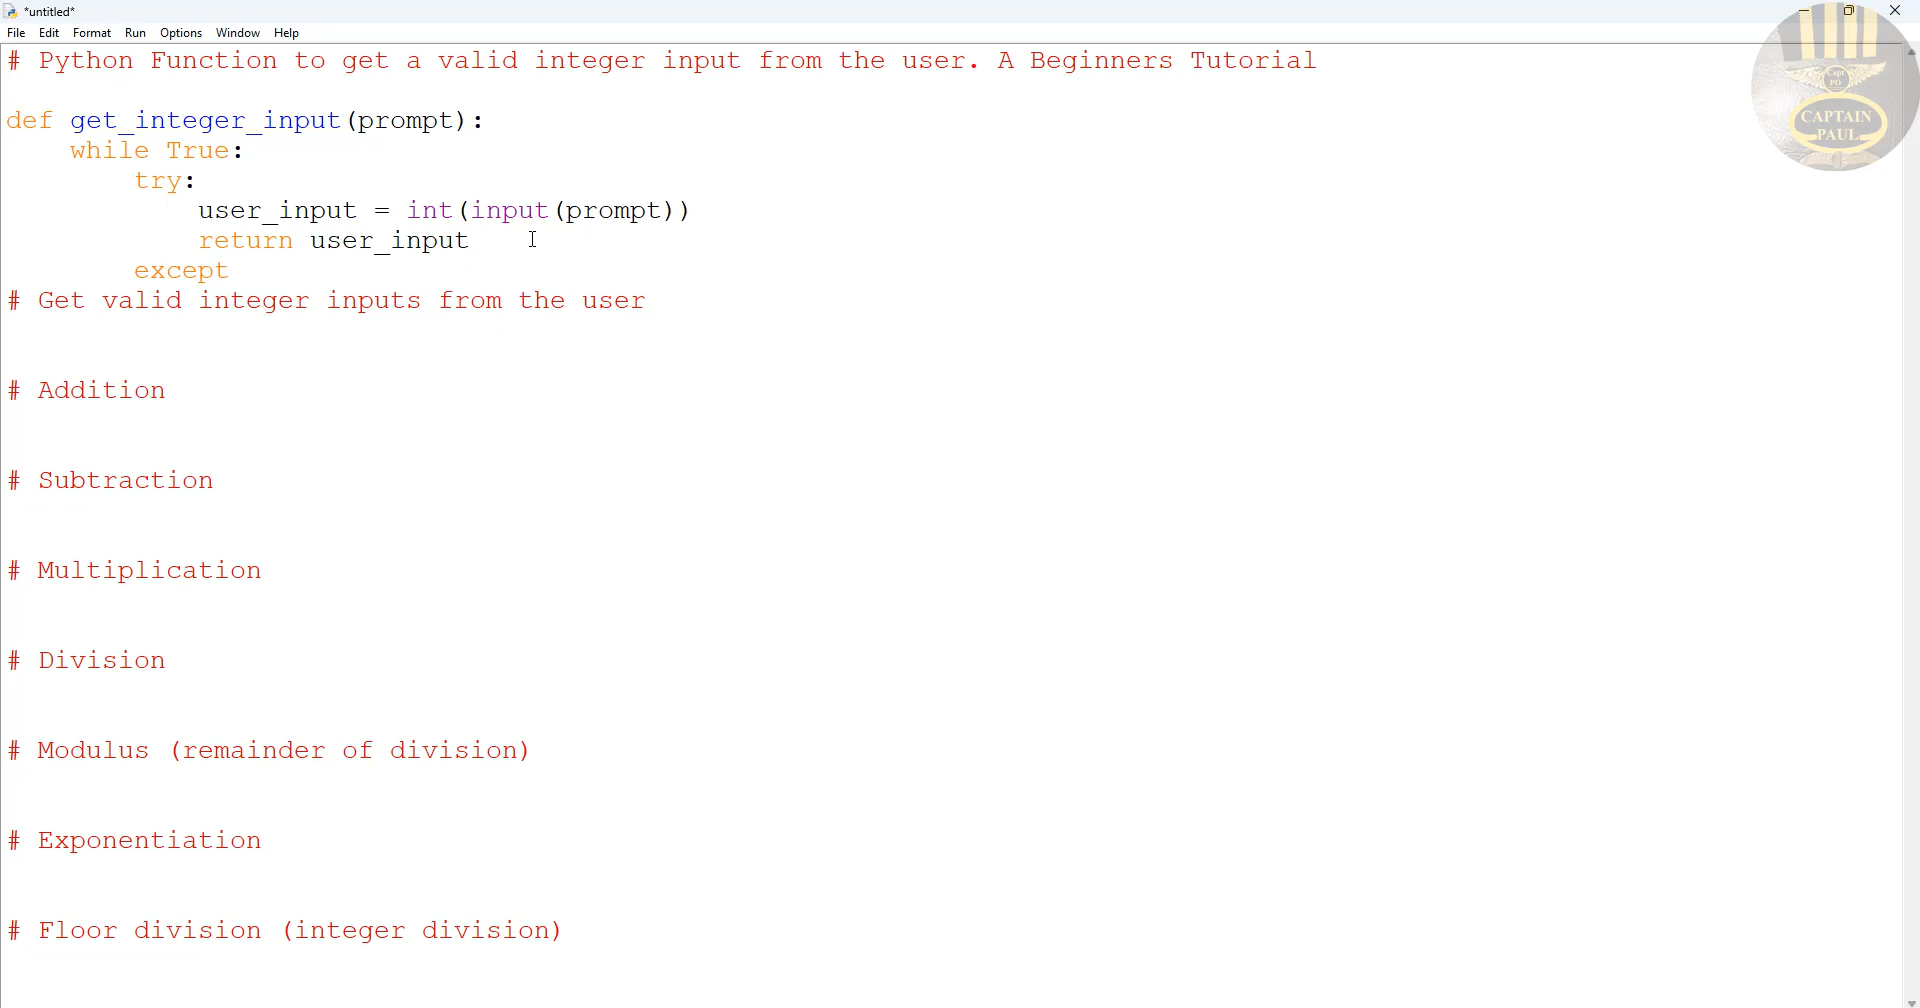 *untitled*
File Edit Format Run Options Window Help
# Python Function to get a valid integer input from the user. A Beginners Tutorial
def get_integer_input(prompt):
    while True:
        try:
            user_input = int(input(prompt))
            return user_input
        except
# Get valid integer inputs from the user
# Addition
# Subtraction
# Multiplication
# Division
# Modulus (remainder of division)
# Exponentiation
# Floor division (integer division)
Capt
PO
CAPTAIN
PAUL